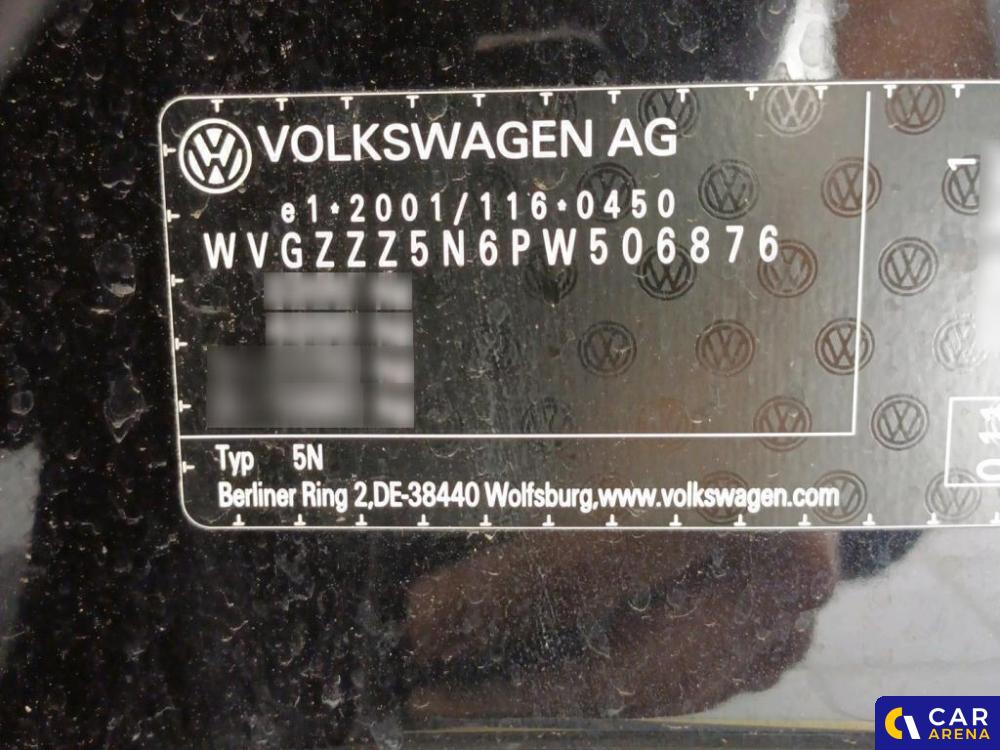 VOLKSWAGEN AG
e1*2001/116*0450
WVGZZZ5N6PW506876
Typ 5N
Berliner Ring 2,DE-38440 Wolfsburg,www.volkswagen.com
1
CAR
ARENA